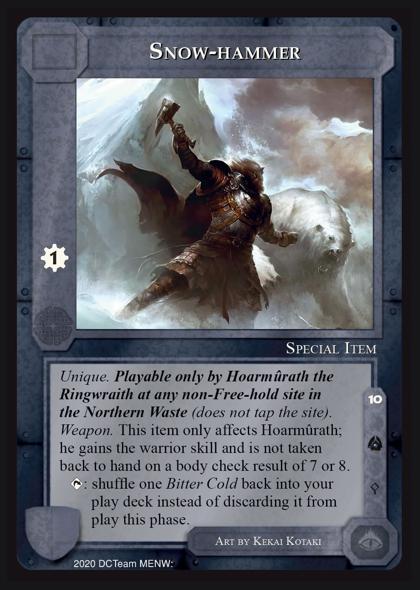 Snow-hammer
1
Special Item
Unique. Playable only by Hoarmûrath the
Ringwraith at any non-Free-hold site in
the Northern Waste (does not tap the site).
Weapon. This item only affects Hoarmûrath;
he gains the warrior skill and is not taken
back to hand on a body check result of 7 or 8.
: shuffle one Bitter Cold back into your
play deck instead of discarding it from
play this phase.
10
Art by Kekai Kotaki
2020 DCTeam MENW: